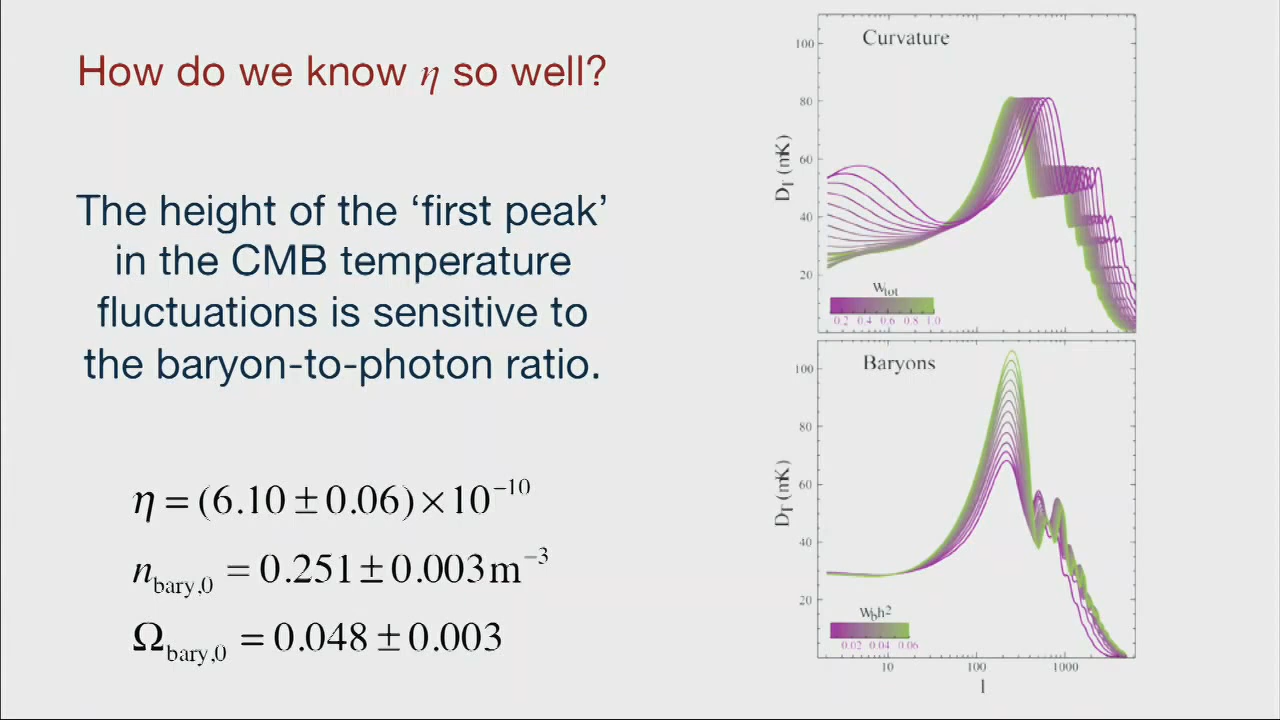 How do we know η so well?
The height of the ‘first peak’
in the CMB temperature
fluctuations is sensitive to
the baryon-to-photon ratio.
η = (6.10 ± 0.06) × 10⁻¹⁰
n_bary,0 = 0.251 ± 0.003 m⁻³
Ω_bary,0 = 0.048 ± 0.003
Curvature
100
80
60
40
20
D_T (mK)
W_tot
0.2 0.4 0.6 0.8 1.0
Baryons
100
80
60
40
20
D_T (mK)
W_b h²
0.02 0.04 0.06
10 100 1000
l